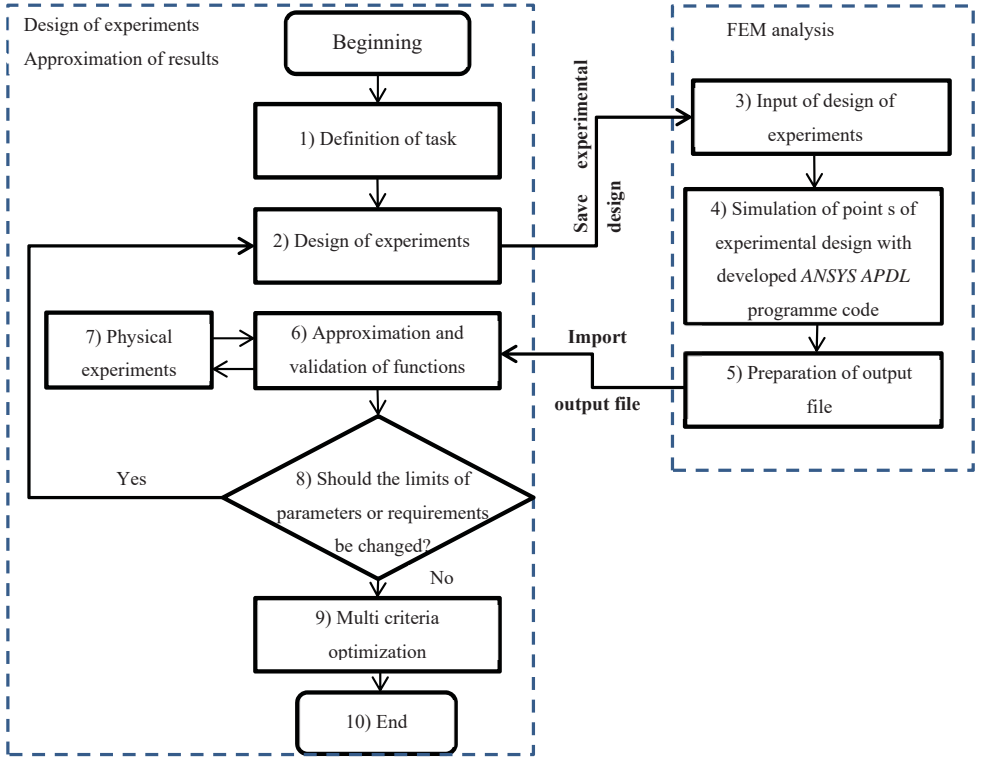 Design of experiments
Approximation of results
Beginning
1) Definition of task
2) Design of experiments
Save experimental
design
FEM analysis
3) Input of design of
experiments
4) Simulation of point s of
experimental design with
developed ANSYS APDL
programme code
5) Preparation of output
file
Import
output file
6) Approximation and
validation of functions
7) Physical
experiments
8) Should the limits of
parameters or requirements
be changed?
Yes
No
9) Multi criteria
optimization
10) End